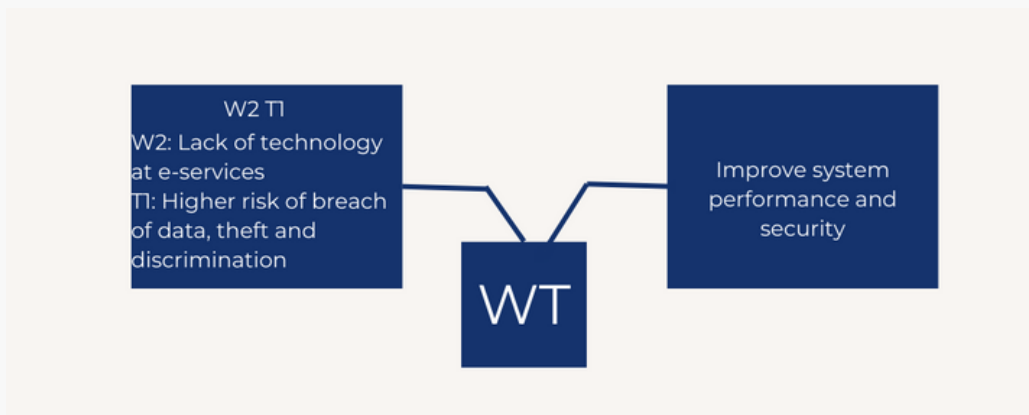 W2 T1
W2: Lack of technology
at e-services
T1: Higher risk of breach
of data, theft and
discrimination
Improve system
performance and
security
WT